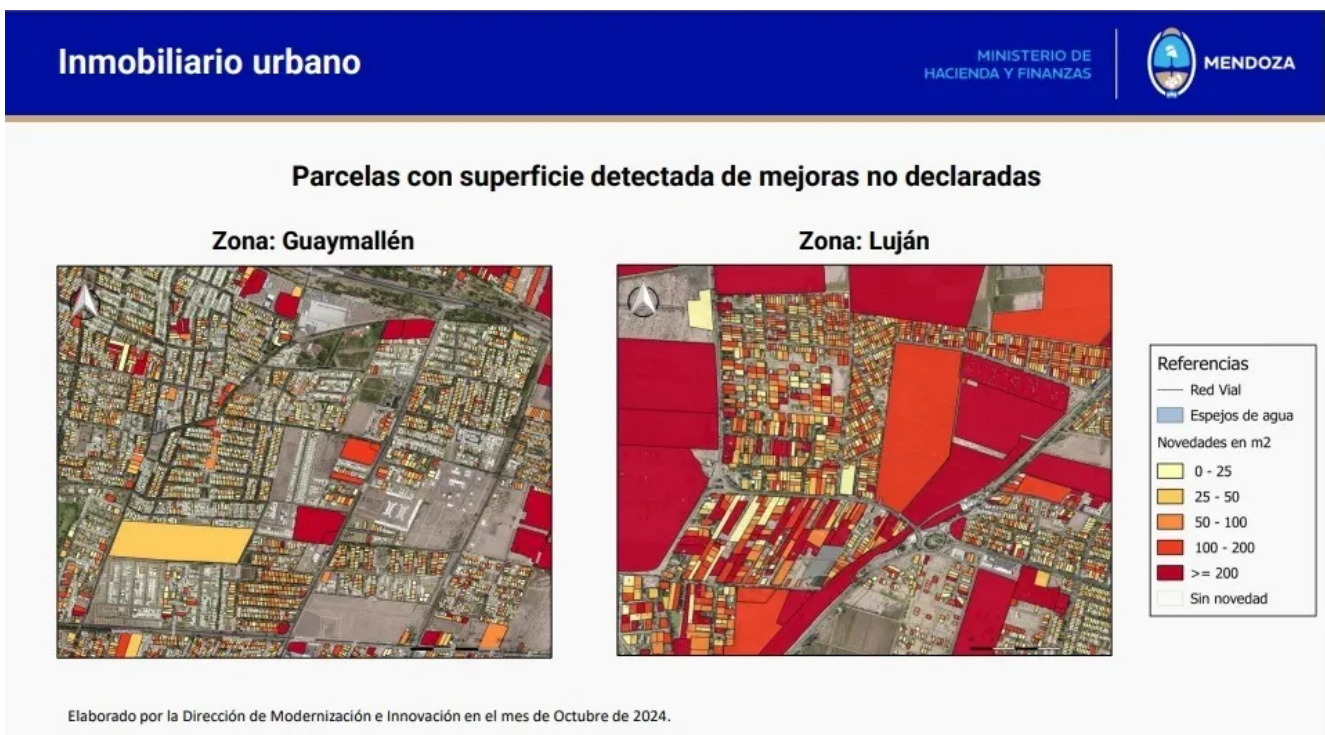 Inmobiliario urbano
MINISTERIO DE
HACIENDA Y FINANZAS
MENDOZA
Parcelas con superficie detectada de mejoras no declaradas
Zona: Guaymallén
Zona: Luján
Referencias
Red Vial
Espejos de agua
Novedades en m2
0 - 25
25 - 50
50 - 100
100 - 200
>= 200
Sin novedad
Elaborado por la Dirección de Modernización e Innovación en el mes de Octubre de 2024.